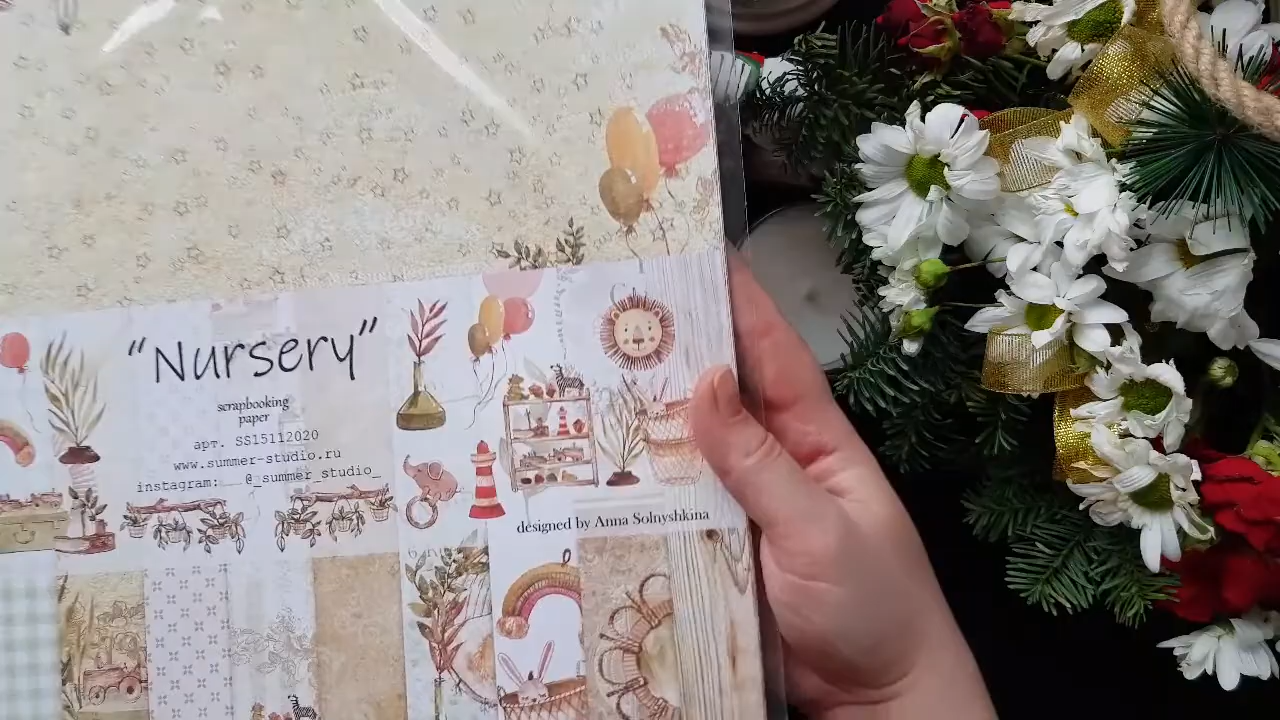 “Nursery”
scrapbooking
paper
арт. SS15112020
www.summer-studio.ru
instagram: @_summer_studio_
designed by Anna Solnyshkina